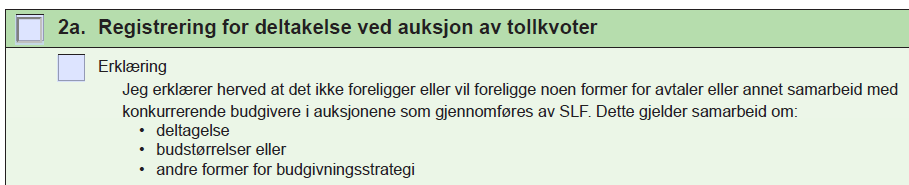 2a. Registrering for deltakelse ved auksjon av tollkvoter
Erklæring
Jeg erklærer herved at det ikke foreligger eller vil foreligge noen former for avtaler eller annet samarbeid med
konkurrerende budgivere i auksjonene som gjennomføres av SLF. Dette gjelder samarbeid om:
• deltagelse
• budstørrelser eller
• andre former for budgivningsstrategi